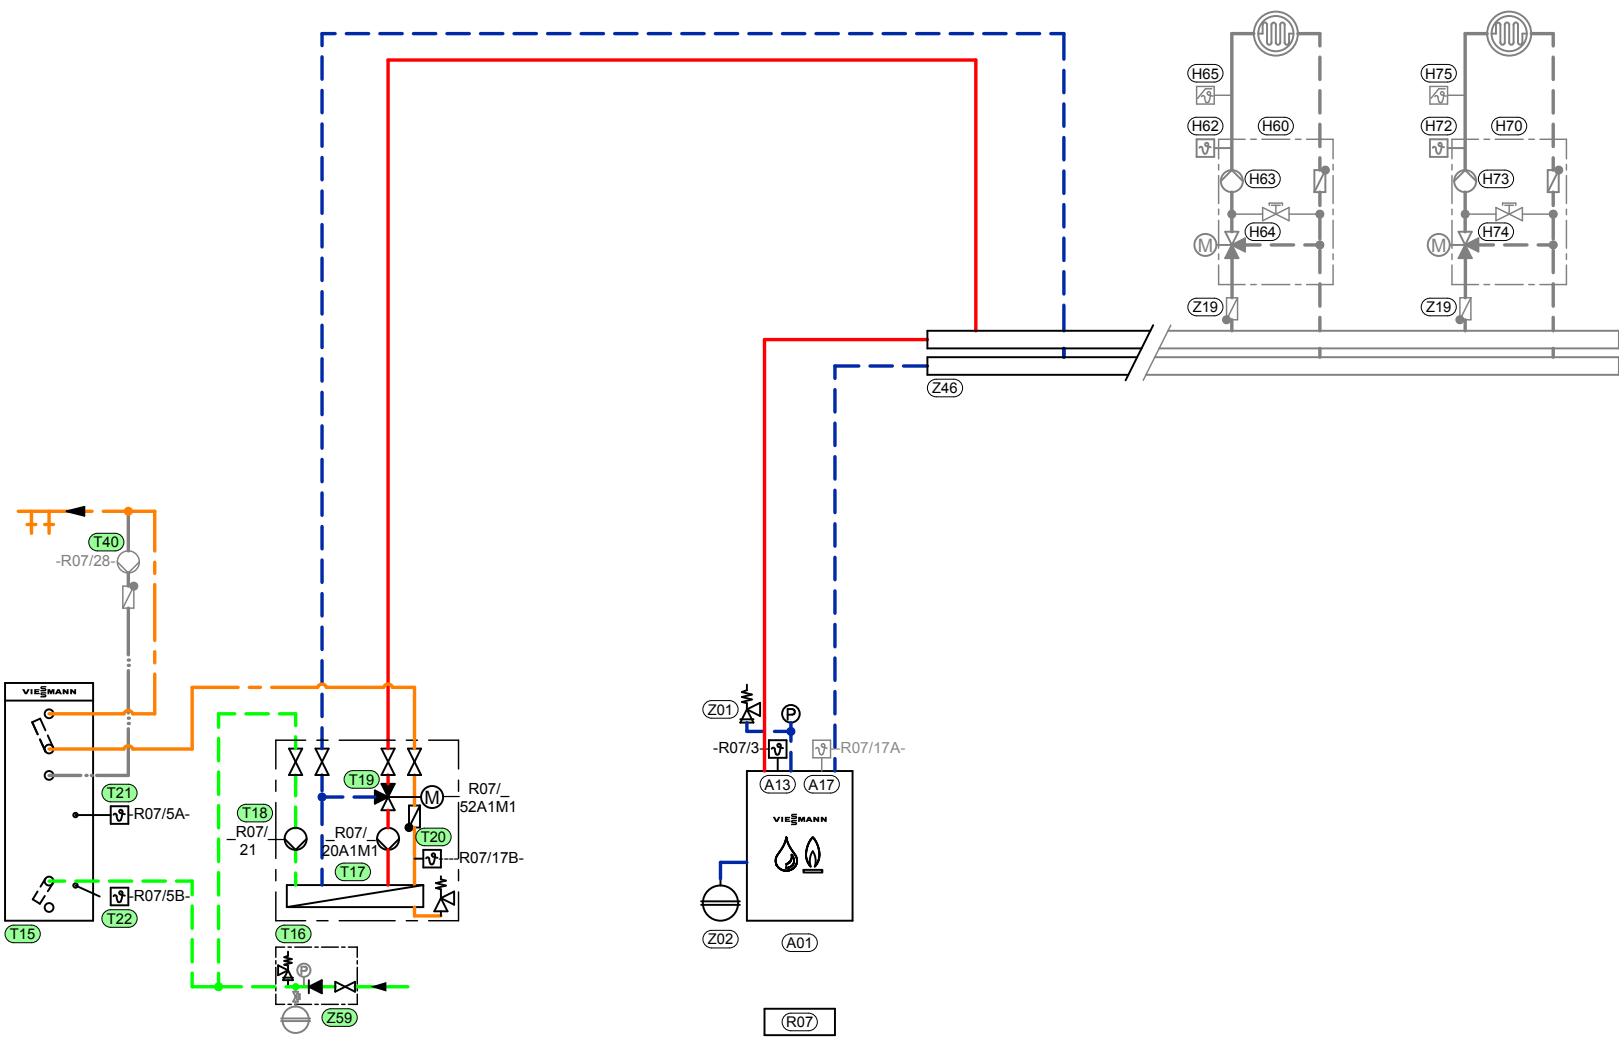 H65
H75
H62
H60
H72
H70
H63
H73
H64
H74
M
M
Z19
Z19
Z46
T40
-R07/28-
VIESSMANN
T21
-R07/5A-
-R07/5B-
T22
T15
T19
M
R07/_
52A1M1
T18
_R07/
21
_R07/_
20A1M1
T20
-R07/17B-
T17
T16
P
Z59
Z01
P
-R07/3-
-R07/17A-
A13
A17
VIESSMANN
Z02
A01
R07